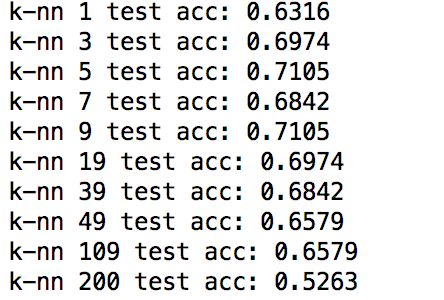 k-nn 1 test acc: 0.6316
k-nn 3 test acc: 0.6974
k-nn 5 test acc: 0.7105
k-nn 7 test acc: 0.6842
k-nn 9 test acc: 0.7105
k-nn 19 test acc: 0.6974
k-nn 39 test acc: 0.6842
k-nn 49 test acc: 0.6579
k-nn 109 test acc: 0.6579
k-nn 200 test acc: 0.5263